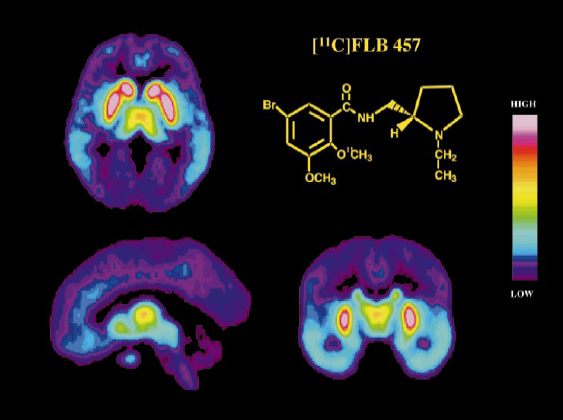 [¹¹C]FLB 457
O
Br
C
NH
H
N
O¹¹CH₃
CH₂
OCH₃
CH₃
HIGH
LOW